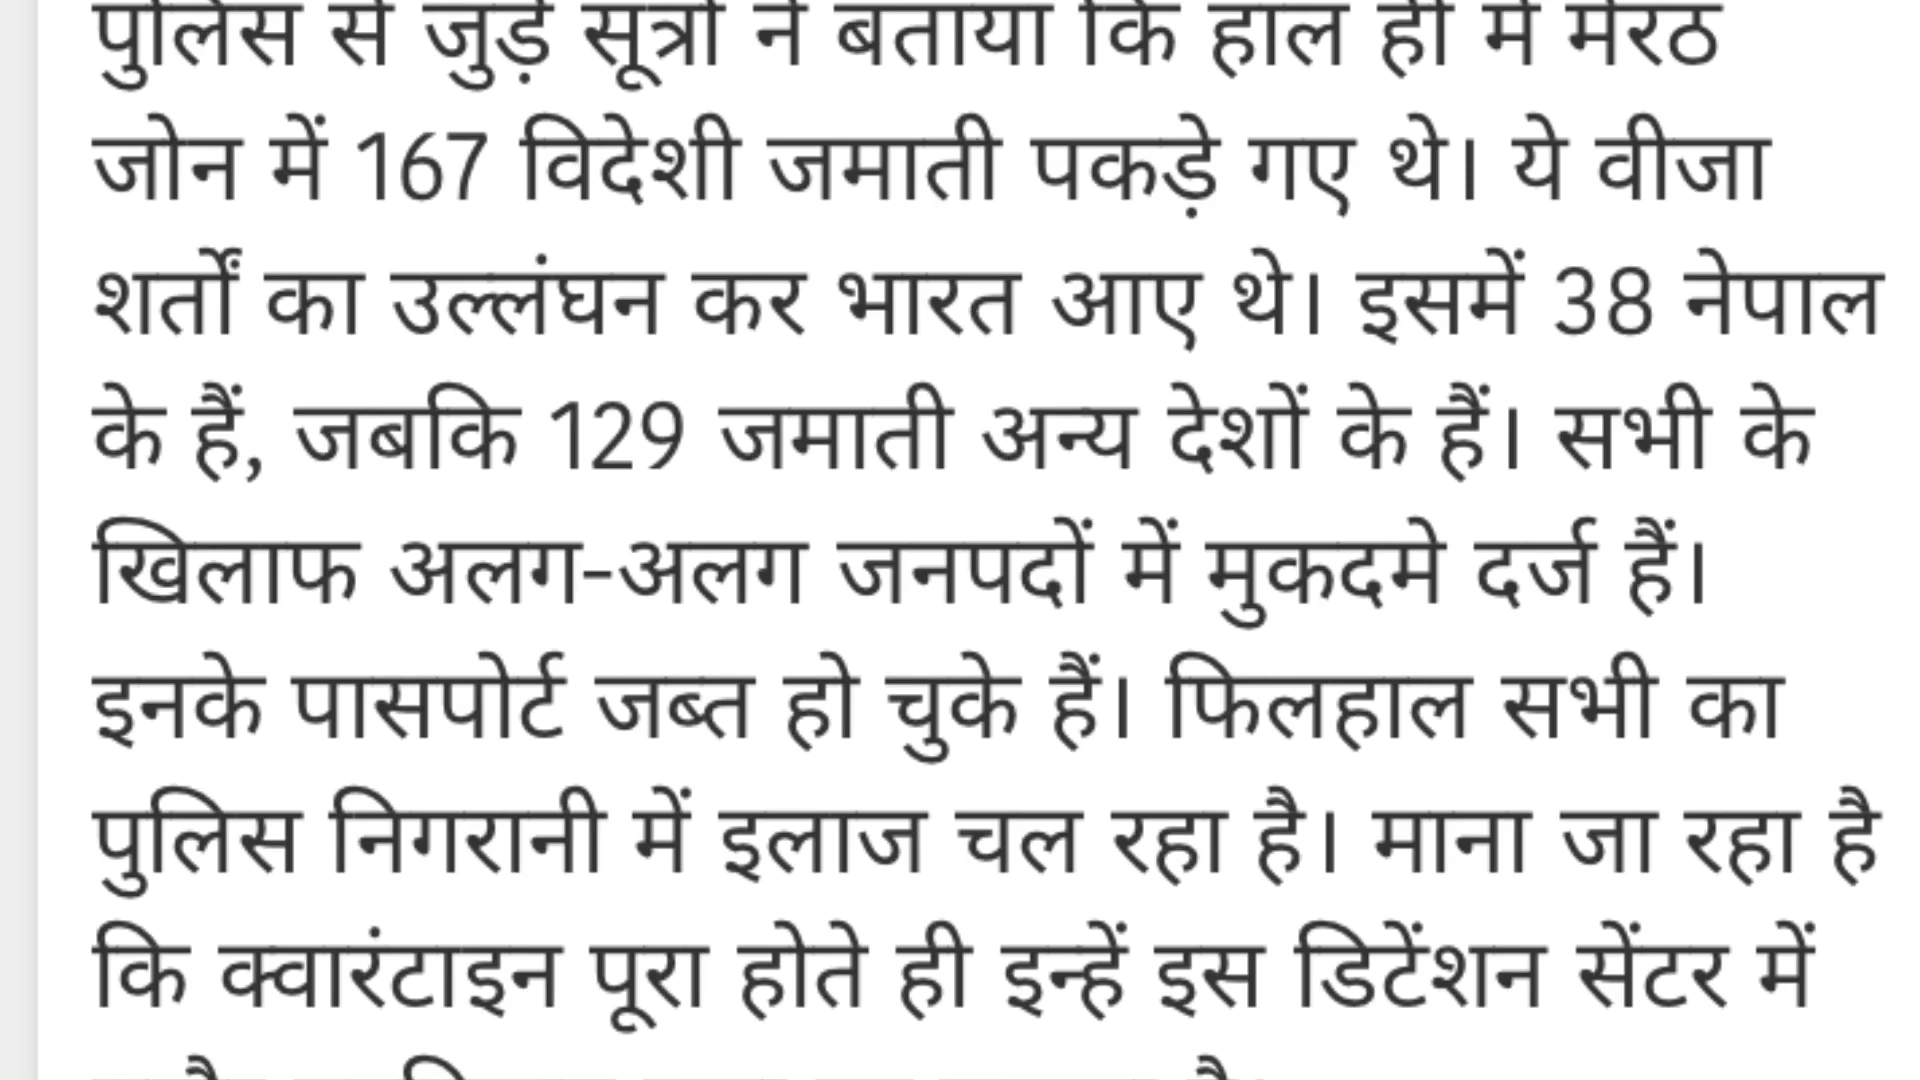 पुलिस से जुड़े सूत्रों ने बताया कि हाल ही में मेरठ
जोन में 167 विदेशी जमाती पकड़े गए थे। ये वीजा
शर्तों का उल्लंघन कर भारत आए थे। इसमें 38 नेपाल
के हैं, जबकि 129 जमाती अन्य देशों के हैं। सभी के
खिलाफ अलग-अलग जनपदों में मुकदमे दर्ज हैं।
इनके पासपोर्ट जब्त हो चुके हैं। फिलहाल सभी का
पुलिस निगरानी में इलाज चल रहा है। माना जा रहा है
कि क्वारंटाइन पूरा होते ही इन्हें इस डिटेंशन सेंटर में